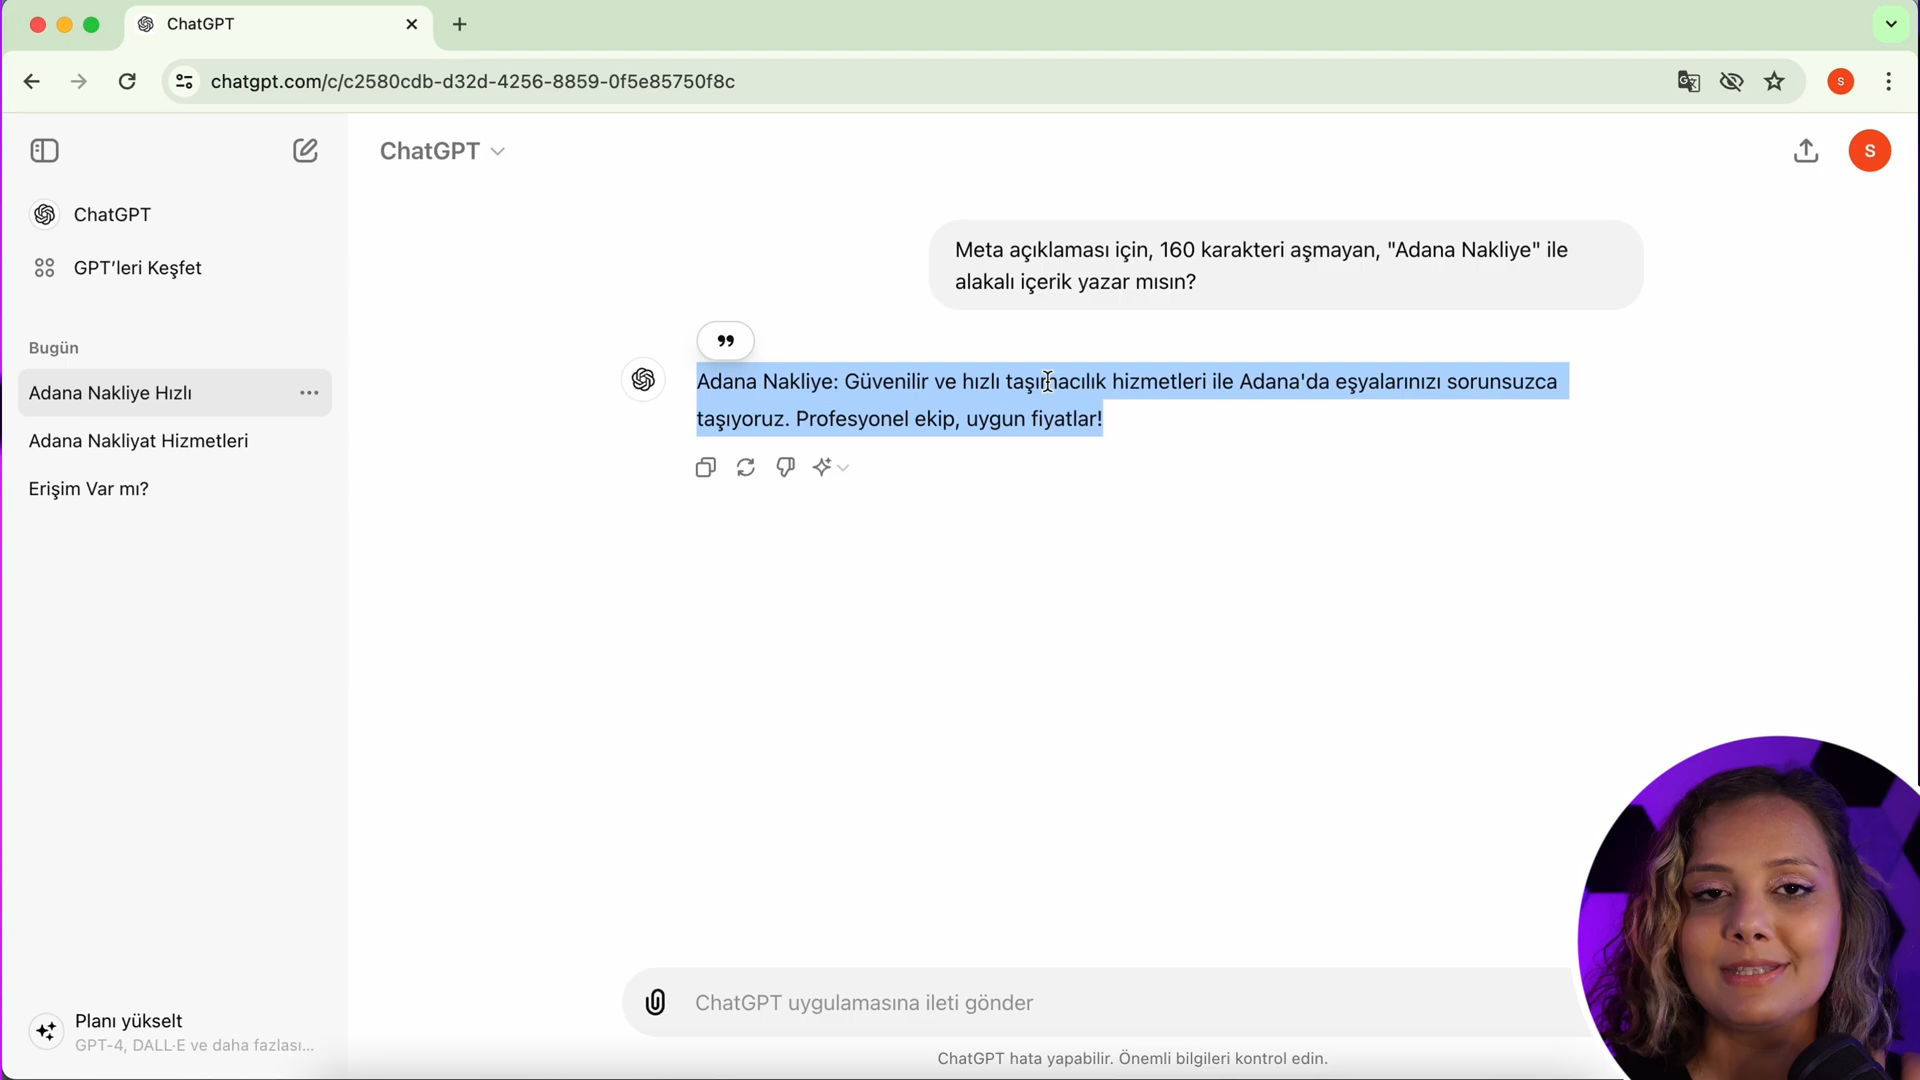 ChatGPT
chatgpt.com/c/c2580cdb-d32d-4256-8859-0f5e85750f8c
S
ChatGPT
S
ChatGPT
GPT'leri Keşfet
Bugün
Adana Nakliye Hızlı
Adana Nakliyat Hizmetleri
Erişim Var mı?
Meta açıklaması için, 160 karakteri aşmayan, "Adana Nakliye" ile
alakalı içerik yazar mısın?
Adana Nakliye: Güvenilir ve hızlı taşımacılık hizmetleri ile Adana'da eşyalarınızı sorunsuzca
taşıyoruz. Profesyonel ekip, uygun fiyatlar!
ChatGPT uygulamasına ileti gönder
Planı yükselt
GPT-4, DALL·E ve daha fazlası...
ChatGPT hata yapabilir. Önemli bilgileri kontrol edin.